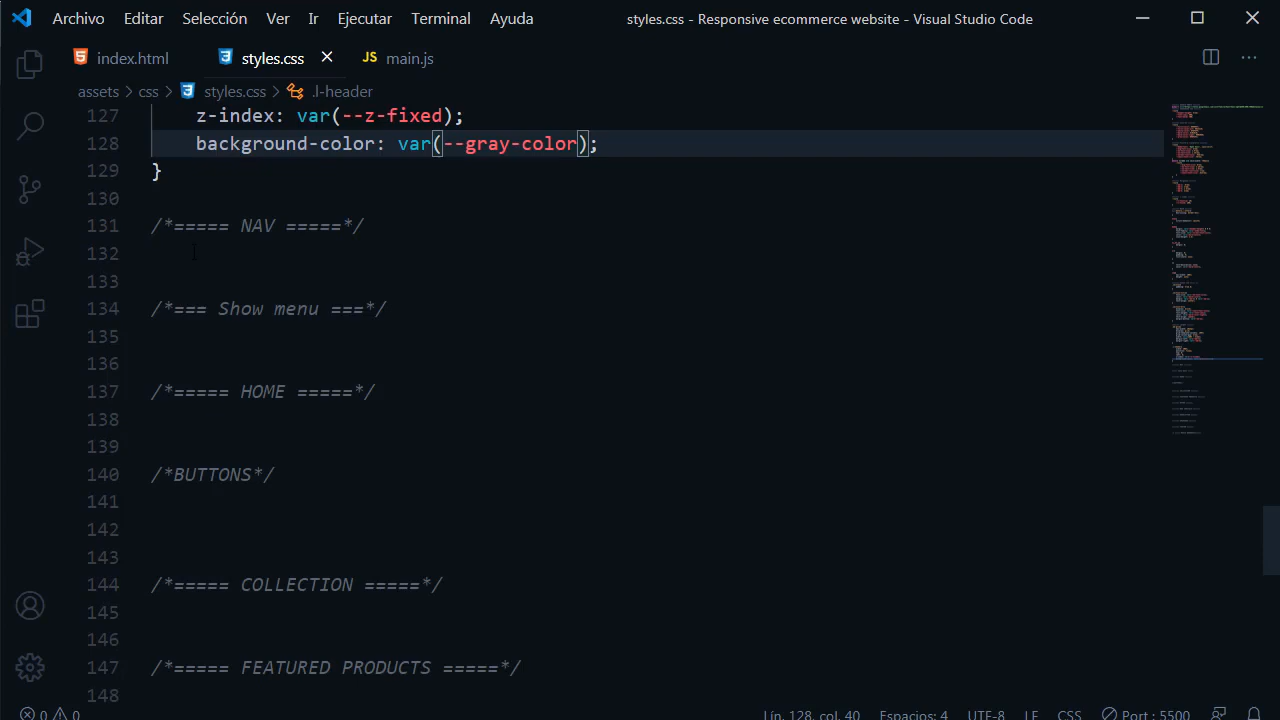 Archivo Editar Selección Ver Ir Ejecutar Terminal Ayuda styles.css - Responsive ecommerce website - Visual Studio Code
index.html styles.css JS main.js
assets > css > styles.css > .l-header
127 z-index: var(--z-fixed);
128 background-color: var(--gray-color);
129 }
130
131 /*===== NAV =====*/
132
133
134 /*=== Show menu ===*/
135
136
137 /*===== HOME =====*/
138
139
140 /*BUTTONS*/
141
142
143
144 /*===== COLLECTION =====*/
145
146
147 /*===== FEATURED PRODUCTS =====*/
148
0 0 Lín. 128, col. 40 Espacios: 4 UTF-8 LF CSS Port : 5500